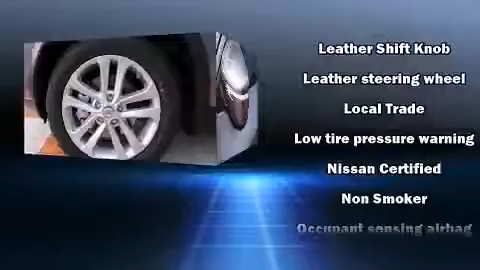 Leather Shift Knob
Leather steering wheel
Local Trade
Low tire pressure warning
Nissan Certified
Non Smoker
Occupant sensing airbag